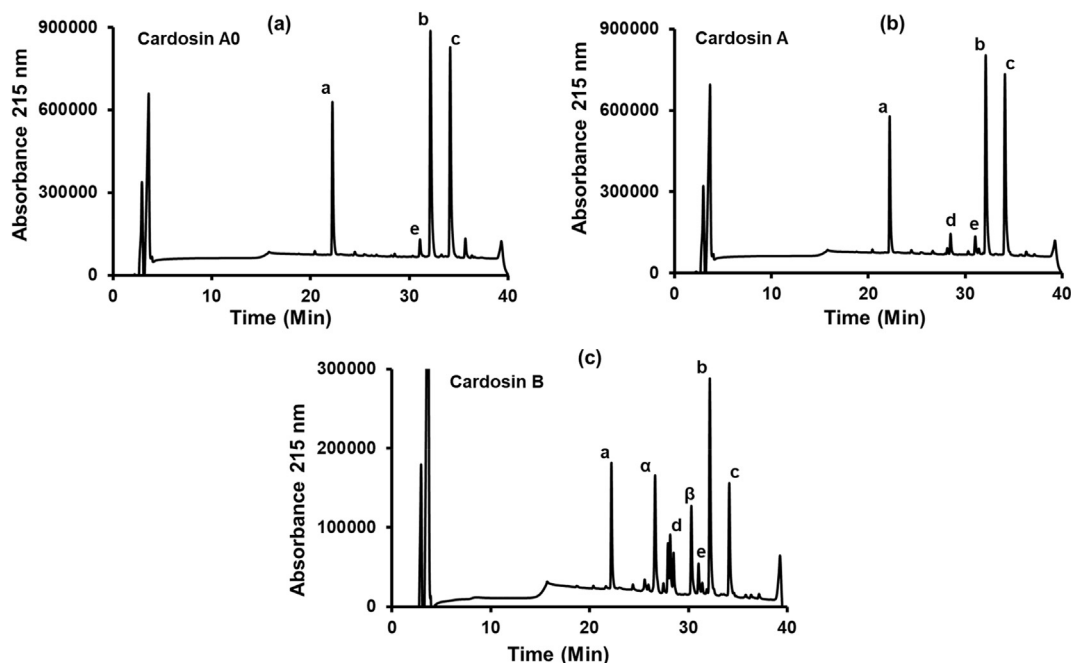 (a)
Cardosin A0
Absorbance 215 nm
900000
600000
300000
0
a
b
c
e
0 10 20 30 40
Time (Min)
(b)
Cardosin A
Absorbance 215 nm
900000
600000
300000
0
a
b
c
d
e
0 10 20 30 40
Time (Min)
(c)
Cardosin B
Absorbance 215 nm
300000
200000
100000
0
a
α
d
β
e
b
c
0 10 20 30 40
Time (Min)